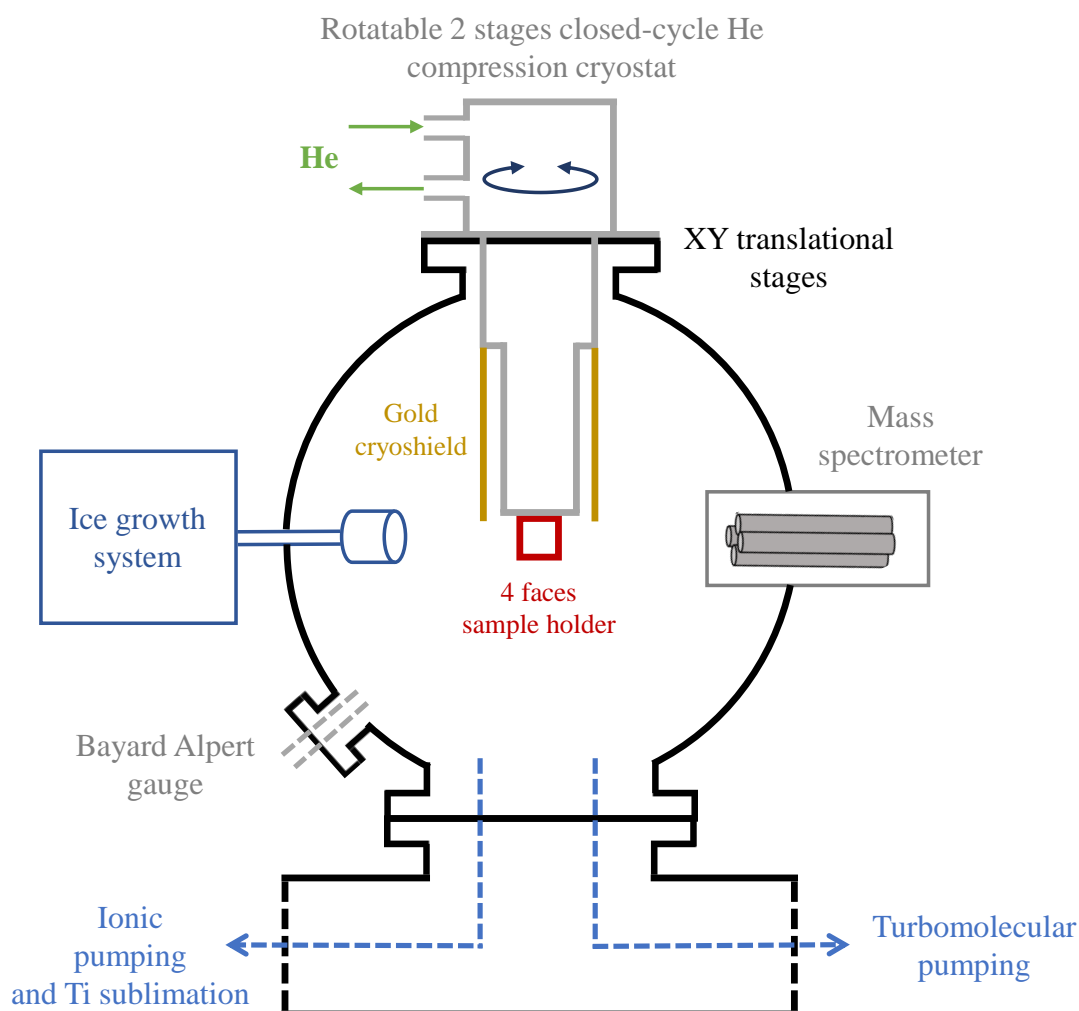 Rotatable 2 stages closed-cycle He
compression cryostat
He
XY translational
stages
Gold
cryoshield
Mass
spectrometer
Ice growth
system
4 faces
sample holder
Bayard Alpert
gauge
Ionic
pumping
and Ti sublimation
Turbomolecular
pumping